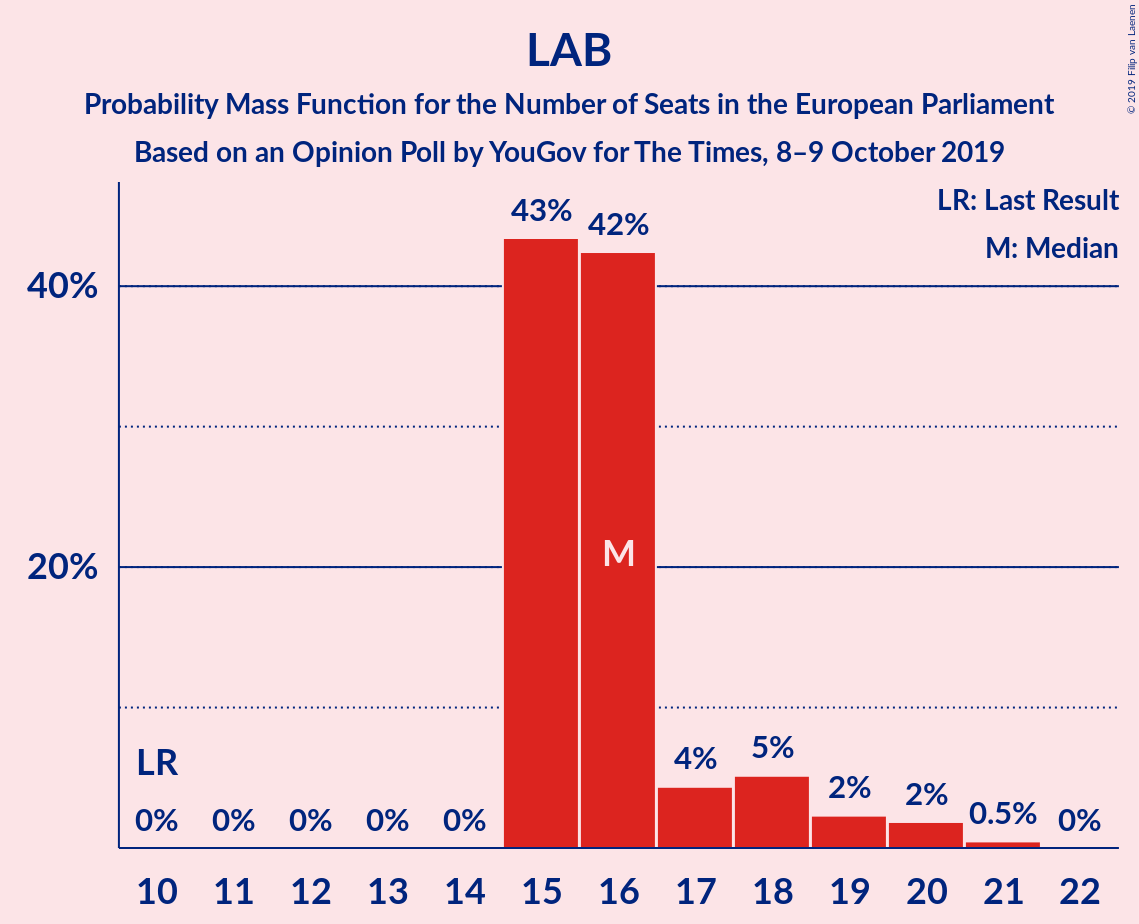 LAB
Probability Mass Function for the Number of Seats in the European Parliament
Based on an Opinion Poll by YouGov for The Times, 8–9 October 2019
© 2019 Filip van Laenen
LR: Last Result
M: Median
43%
42%
40%
M
20%
LR
0%
0%
0%
0%
0%
4%
5%
2%
2%
0.5%
0%
10 11 12 13 14 15 16 17 18 19 20 21 22